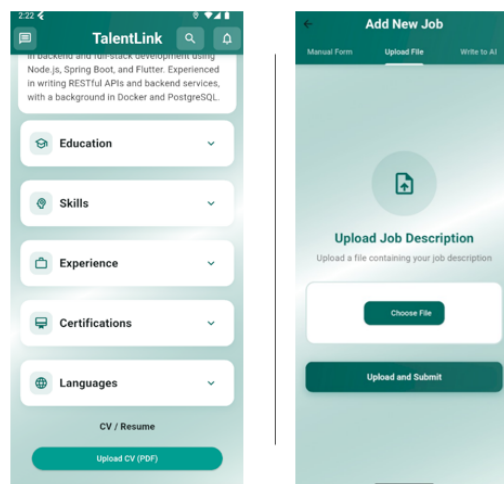 2:22
TalentLink
in backend and full-stack development using
Node.js, Spring Boot, and Flutter. Experienced
in writing RESTful APIs and backend services,
with a background in Docker and PostgreSQL.
Education
Skills
Experience
Certifications
Languages
CV / Resume
Upload CV (PDF)
Add New Job
Manual Form
Upload File
Write to AI
Upload Job Description
Upload a file containing your job description
Choose File
Upload and Submit